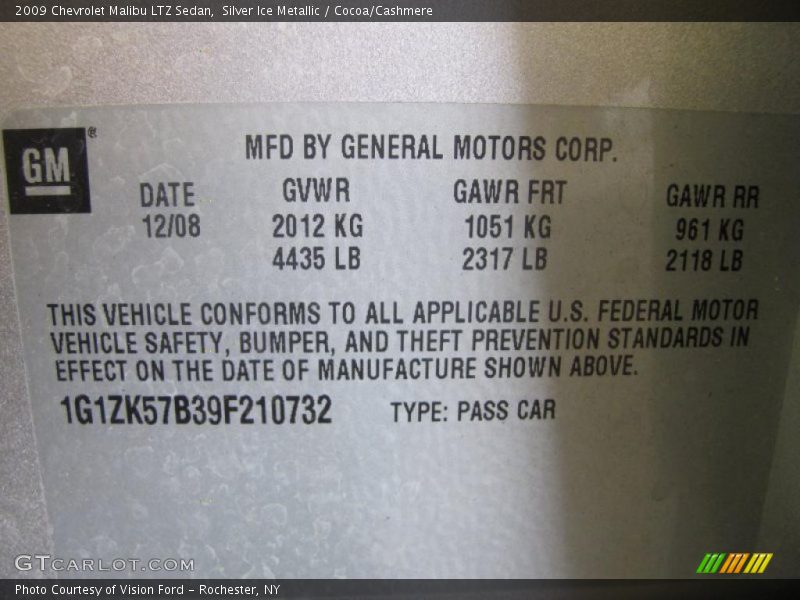 2009 Chevrolet Malibu LTZ Sedan,  Silver Ice Metallic / Cocoa/Cashmere
GM®
MFD BY GENERAL MOTORS CORP.
DATE GVWR GAWR FRT GAWR RR
12/08 2012 KG 1051 KG 961 KG
4435 LB 2317 LB 2118 LB
THIS VEHICLE CONFORMS TO ALL APPLICABLE U.S. FEDERAL MOTOR
VEHICLE SAFETY, BUMPER, AND THEFT PREVENTION STANDARDS IN
EFFECT ON THE DATE OF MANUFACTURE SHOWN ABOVE.
1G1ZK57B39F210732 TYPE: PASS CAR
GTCARLOT.COM
Photo Courtesy of Vision Ford – Rochester, NY